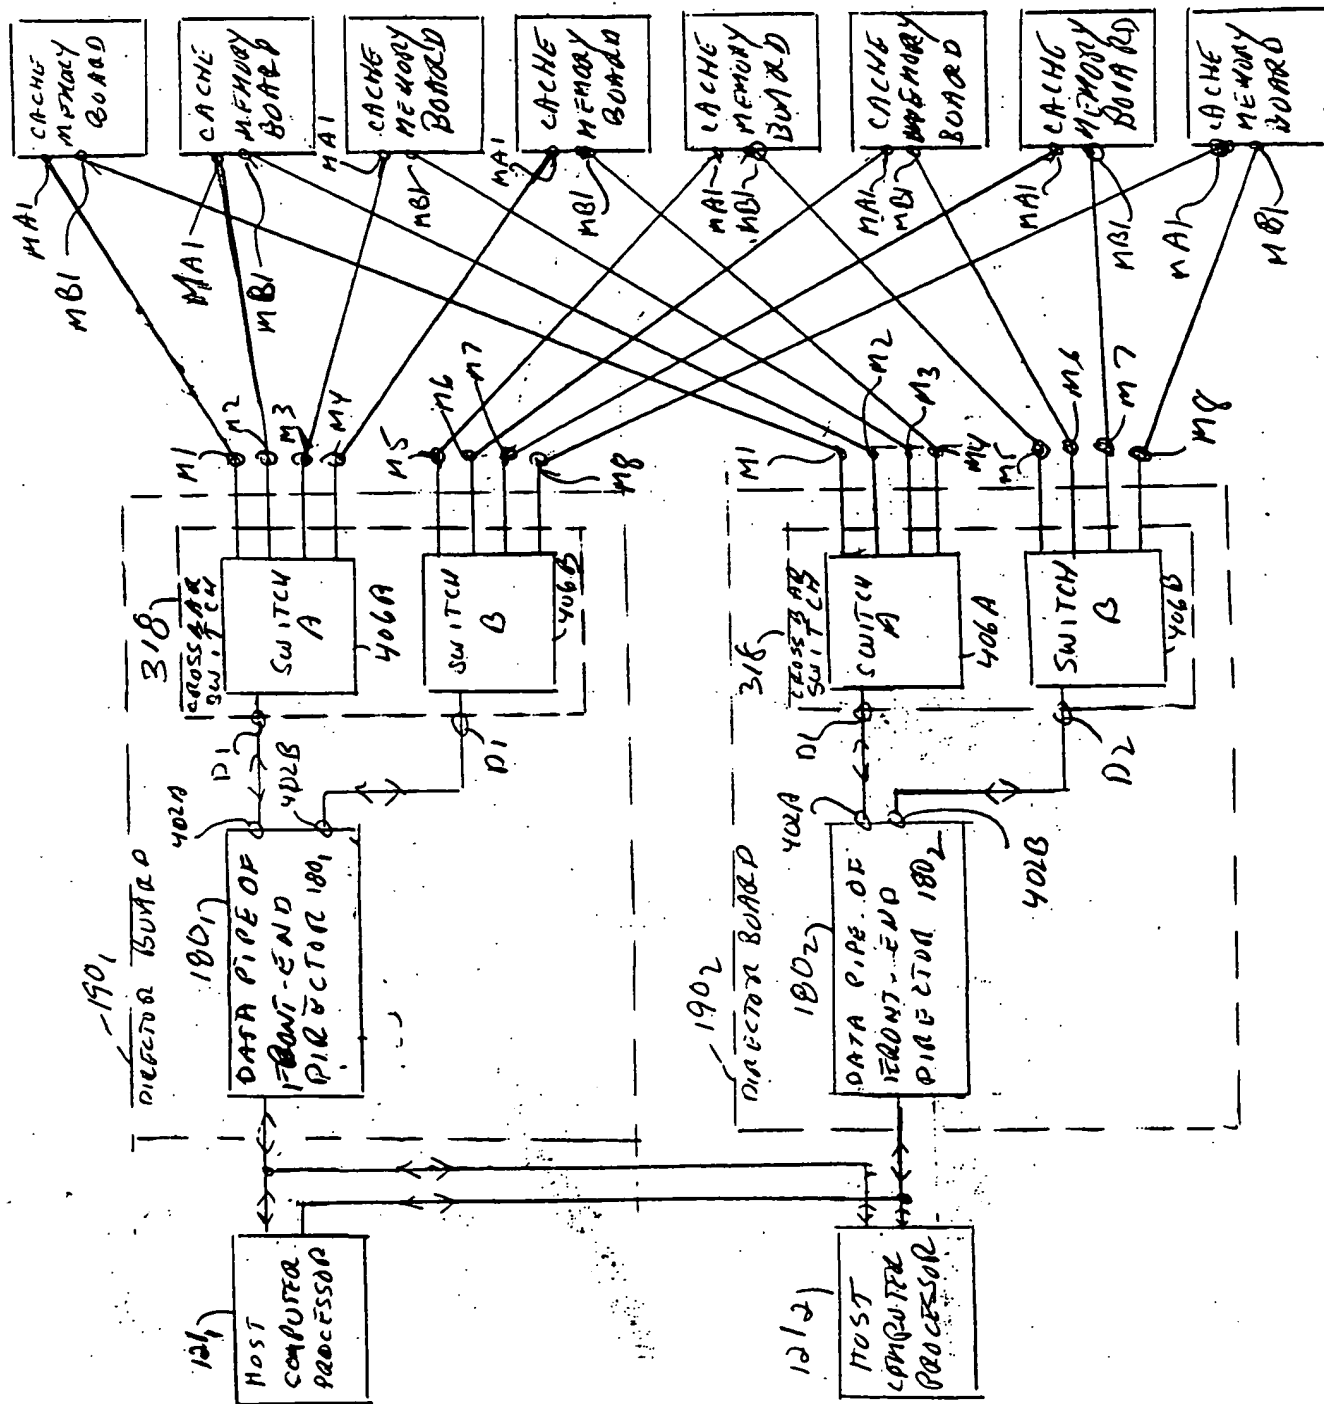 CACHE
MEMORY
BOARD
CACHE
MEMORY
BOARD
CACHE
MEMORY
BOARD
CACHE
MEMORY
BOARD
CACHE
MEMORY
BOARD
CACHE
MEMORY
BOARD
CACHE
MEMORY
BOARD
CACHE
MEMORY
BOARD
MA1
MB1
MA1
MB1
MA1
MB1
MA1
MB1
MA1
MB1
MA1
MB1
MA1
MB1
MA1
MB1
M1
M2
M3
M4
M5
M6
M7
M8
M1
M2
M3
M4
M5
M6
M7
M8
318
CROSSBAR
SWITCH
SWITCH
A
406A
SWITCH
B
406B
318
CROSSBAR
SWITCH
SWITCH
A
406A
SWITCH
B
406B
D1
D1
D1
D2
402A
402B
402A
402B
190₁
DIRECTOR BOARD
180₁
DATA PIPE OF
FRONT-END
DIRECTOR 180₁
190₂
DIRECTOR BOARD
180₂
DATA PIPE OF
FRONT-END
DIRECTOR 180₂
121₁
HOST
COMPUTER
PROCESSOR
121₂
HOST
COMPUTER
PROCESSOR